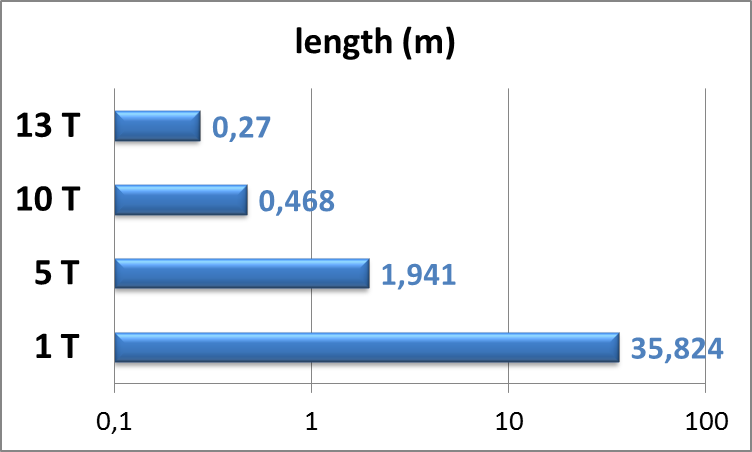 length (m)
13 T 0,27
10 T 0,468
5 T 1,941
1 T 35,824
0,1 1 10 100